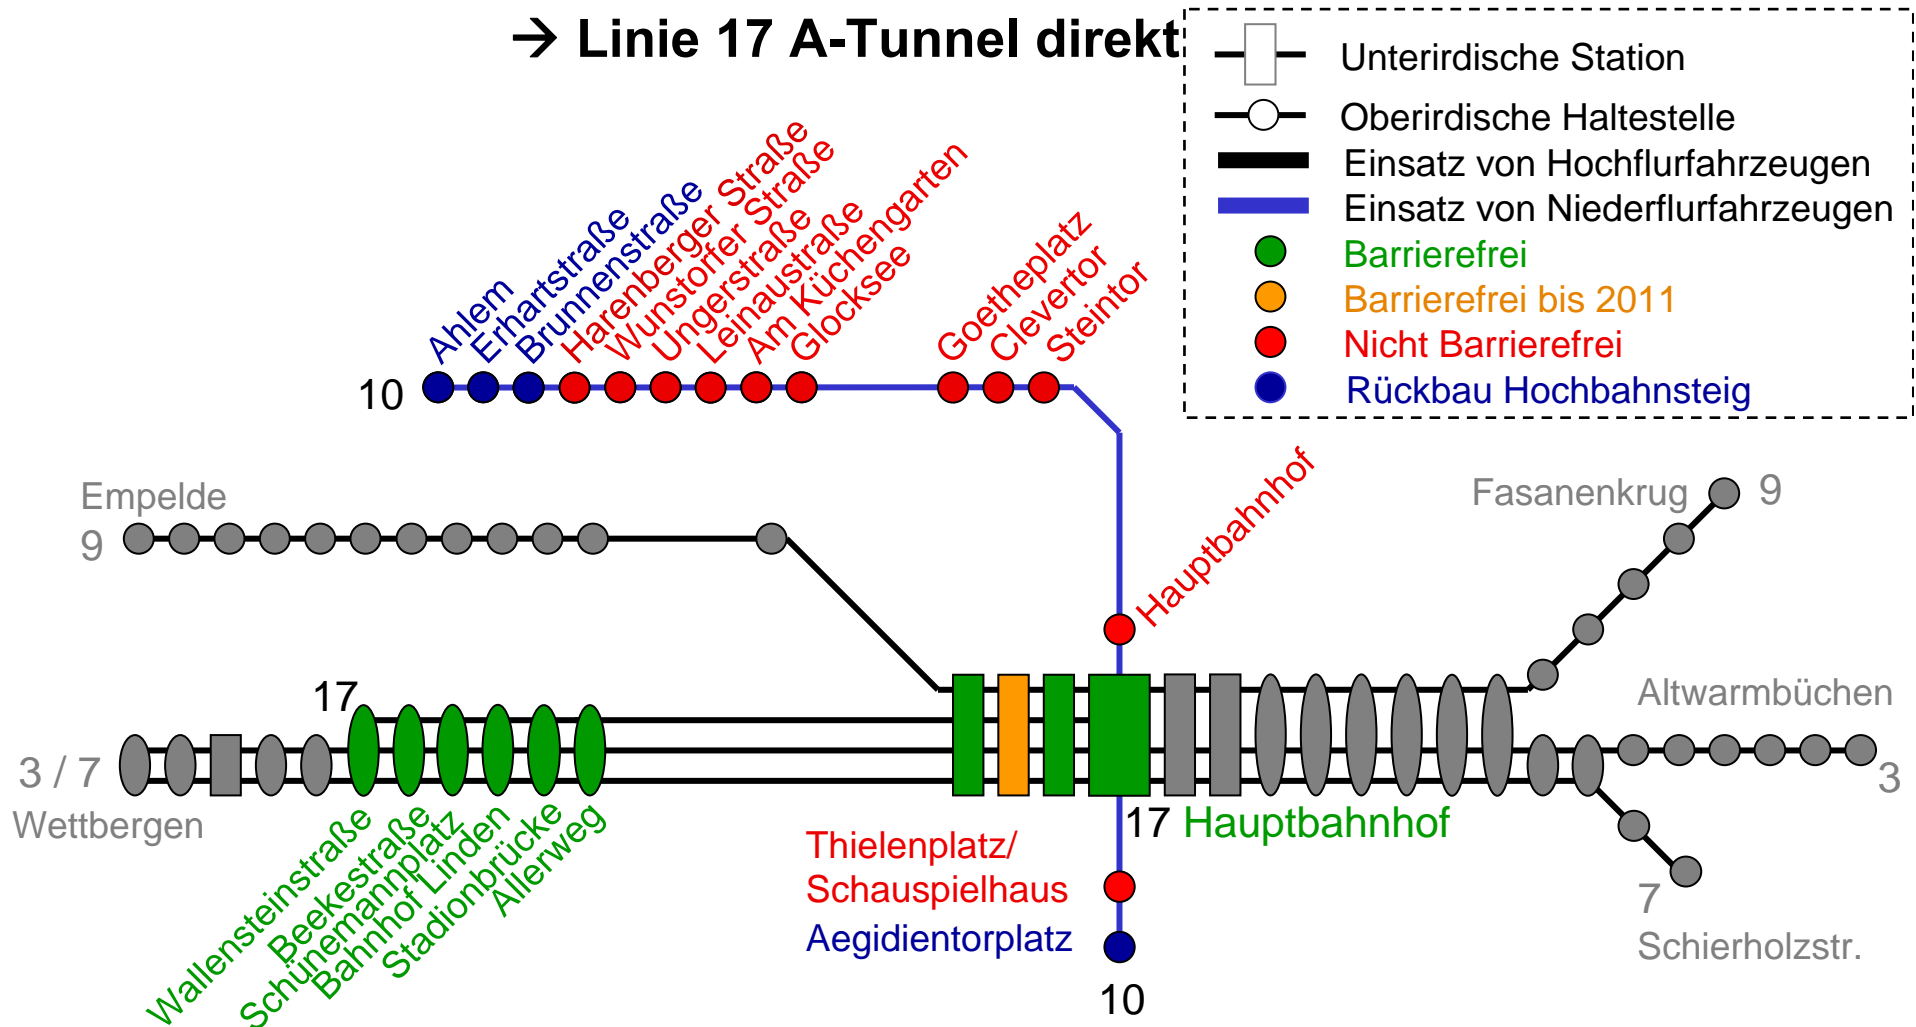 → Linie 17 A-Tunnel direkt
Unterirdische Station
Oberirdische Haltestelle
Einsatz von Hochflurfahrzeugen
Einsatz von Niederflurfahrzeugen
Barrierefrei
Barrierefrei bis 2011
Nicht Barrierefrei
Rückbau Hochbahnsteig
10
Ahlem
Erhartstraße
Brunnenstraße
Harenberger Straße
Wunstorfer Straße
Ungerstraße
Leinaustraße
Am Küchengarten
Glocksee
Goetheplatz
Clevertor
Steintor
Hauptbahnhof
Empelde
9
Fasanenkrug 9
Altwarmbüchen
3
17
3 / 7
Wettbergen
Wallensteinstraße
Beekestraße
Schünemannplatz
Bahnhof Linden
Stadionbrücke
Allerweg
17 Hauptbahnhof
Thielenplatz/
Schauspielhaus
Aegidientorplatz
10
7
Schierholzstr.